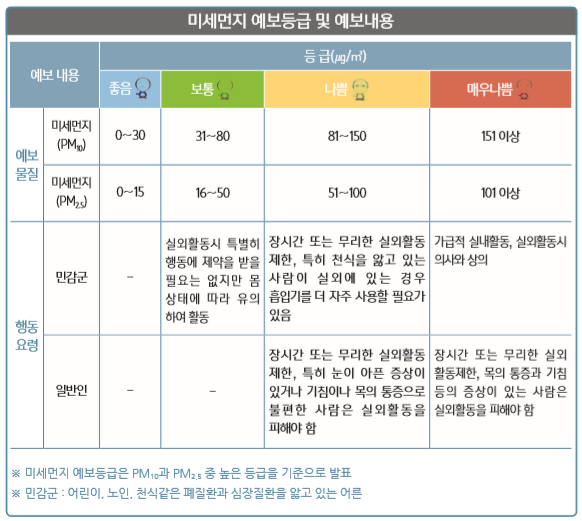 미세먼지 예보등급 및 예보내용
예보 내용
등 급(㎍/㎥)
좋음
보통
나쁨
매우나쁨
예보
물질
미세먼지
(PM10)
0~30
31~80
81~150
151 이상
미세먼지
(PM2.5)
0~15
16~50
51~100
101 이상
행동
요령
민감군
-
실외활동시 특별히
행동에 제약을 받을
필요는 없지만 몸
상태에 따라 유의
하여 활동
장시간 또는 무리한 실외활동
제한, 특히 천식을 앓고 있는
사람이 실외에 있는 경우
흡입기를 더 자주 사용할 필요가
있음
가급적 실내활동, 실외활동시
의사와 상의
일반인
-
-
장시간 또는 무리한 실외활동
제한, 특히 눈이 아픈 증상이
있거나 기침이나 목의 통증으로
불편한 사람은 실외활동을
피해야 함
장시간 또는 무리한 실외
활동제한, 목의 통증과 기침
등의 증상이 있는 사람은
실외활동을 피해야 함
※ 미세먼지 예보등급은 PM10과 PM2.5 중 높은 등급을 기준으로 발표
※ 민감군 : 어린이, 노인, 천식같은 폐질환과 심장질환을 앓고 있는 어른